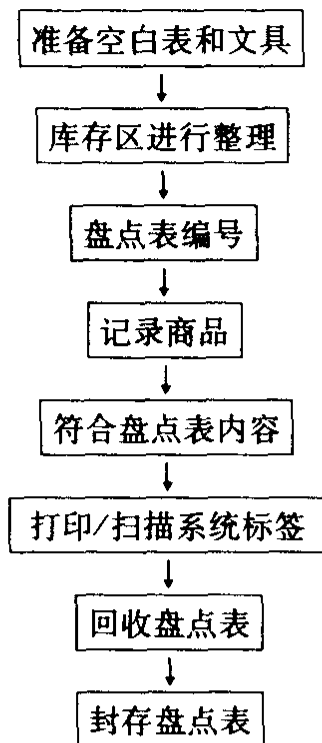 准备空白表和文具
库存区进行整理
盘点表编号
记录商品
符合盘点表内容
打印/扫描系统标签
回收盘点表
封存盘点表